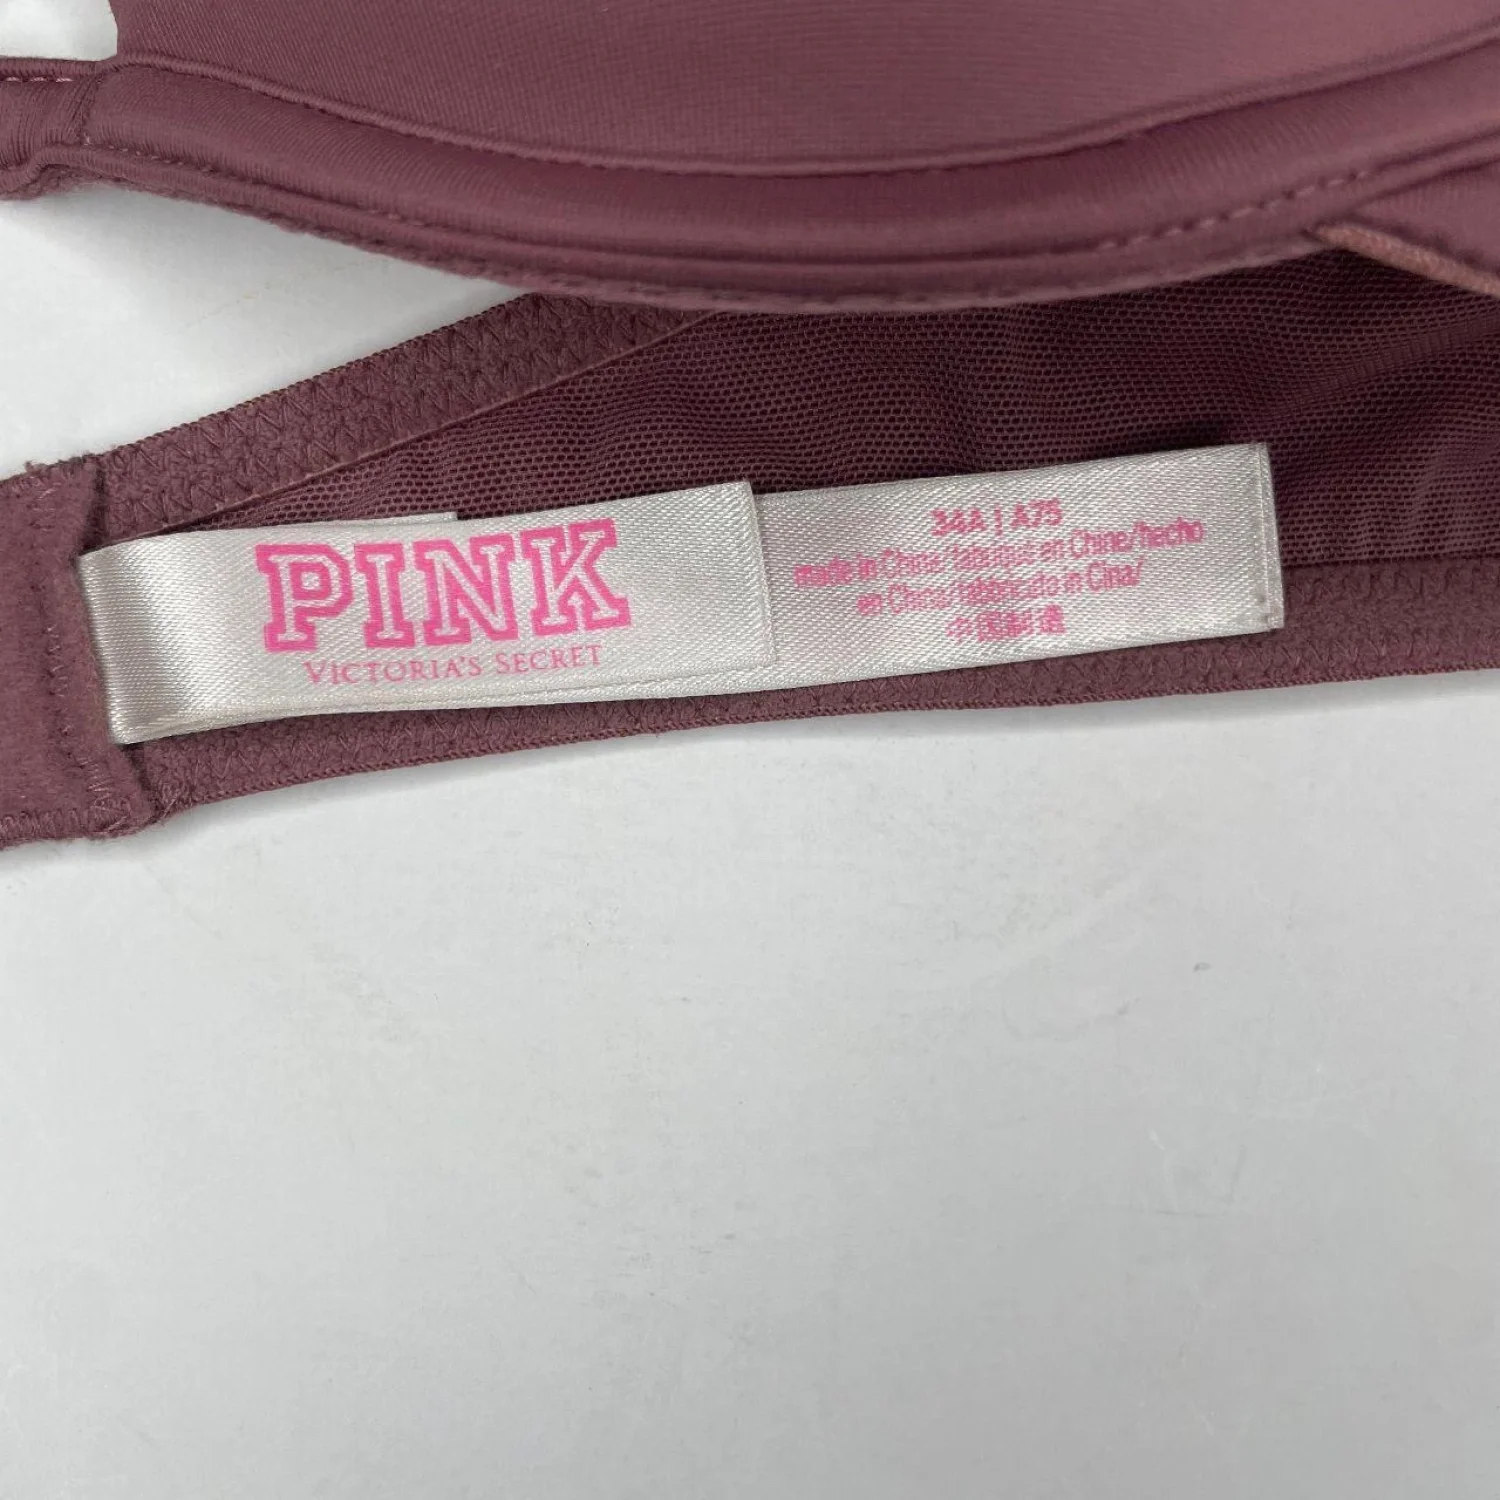 PINK
VICTORIA'S SECRET
34A | A75
made in China/fabriqué en Chine/hecho
en China/fabbricato in Cina/
中国制造